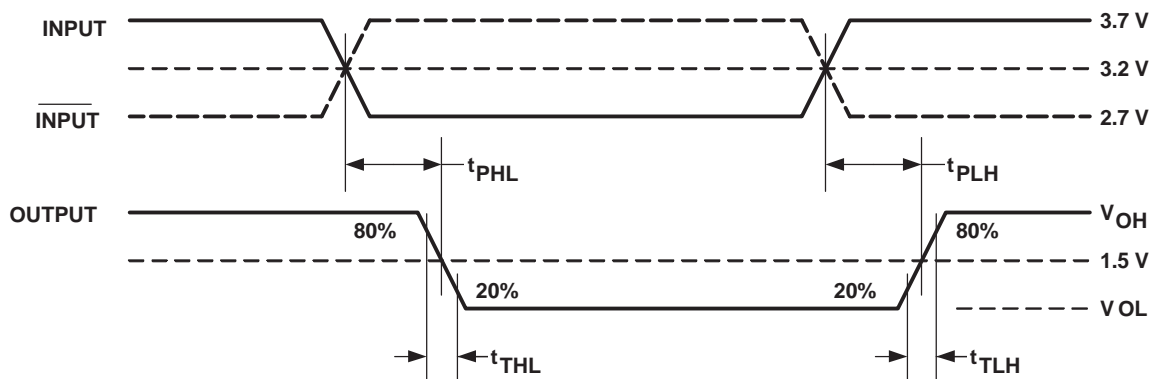 INPUT
3.7 V
3.2 V
INPUT
2.7 V
tPHL
tPLH
OUTPUT
VOH
80%
80%
1.5 V
20%
20%
VOL
tTHL
tTLH